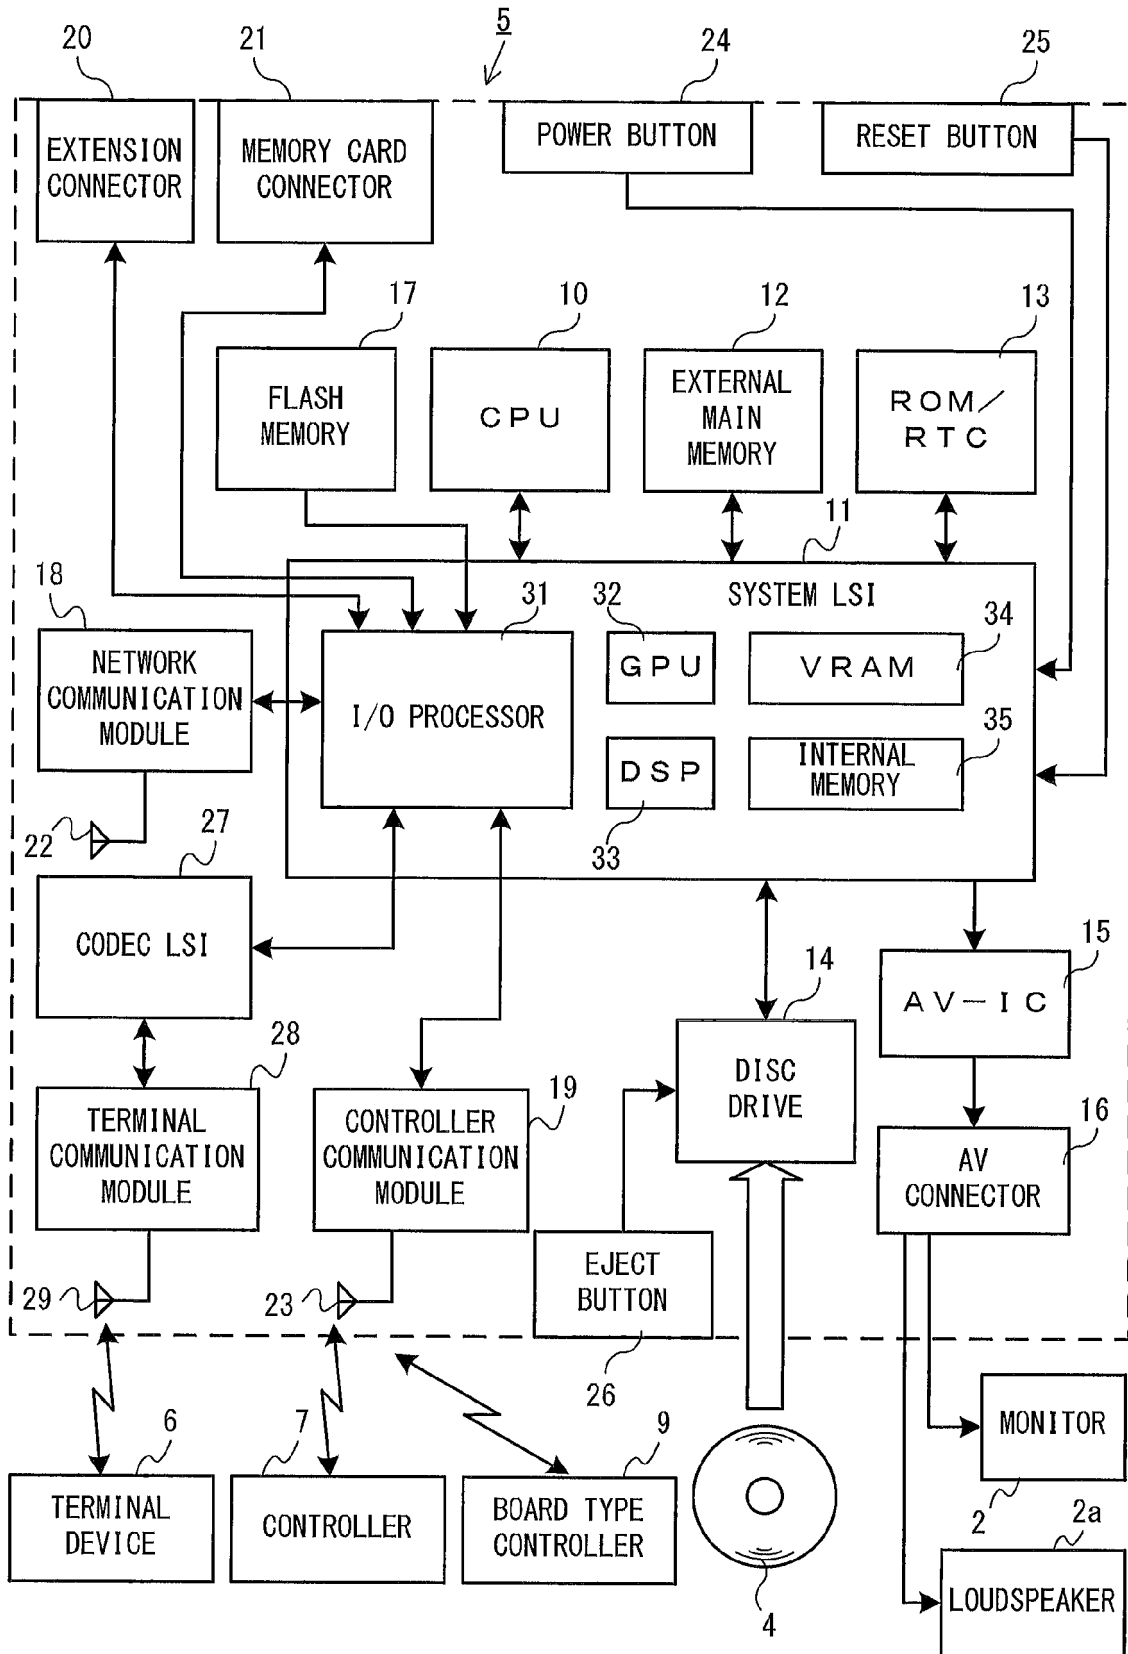 5
20
21
24
25
EXTENSION
CONNECTOR
MEMORY CARD
CONNECTOR
POWER BUTTON
RESET BUTTON
17
10
12
13
FLASH
MEMORY
CPU
EXTERNAL
MAIN
MEMORY
ROM/
RTC
11
SYSTEM LSI
18
31
32
34
NETWORK
COMMUNICATION
MODULE
I/O PROCESSOR
GPU
VRAM
35
DSP
INTERNAL
MEMORY
33
22
27
CODEC LSI
14
15
AV-IC
28
19
DISC
DRIVE
16
TERMINAL
COMMUNICATION
MODULE
CONTROLLER
COMMUNICATION
MODULE
AV
CONNECTOR
29
23
EJECT
BUTTON
26
6
7
9
MONITOR
2
TERMINAL
DEVICE
CONTROLLER
BOARD TYPE
CONTROLLER
4
2a
LOUDSPEAKER